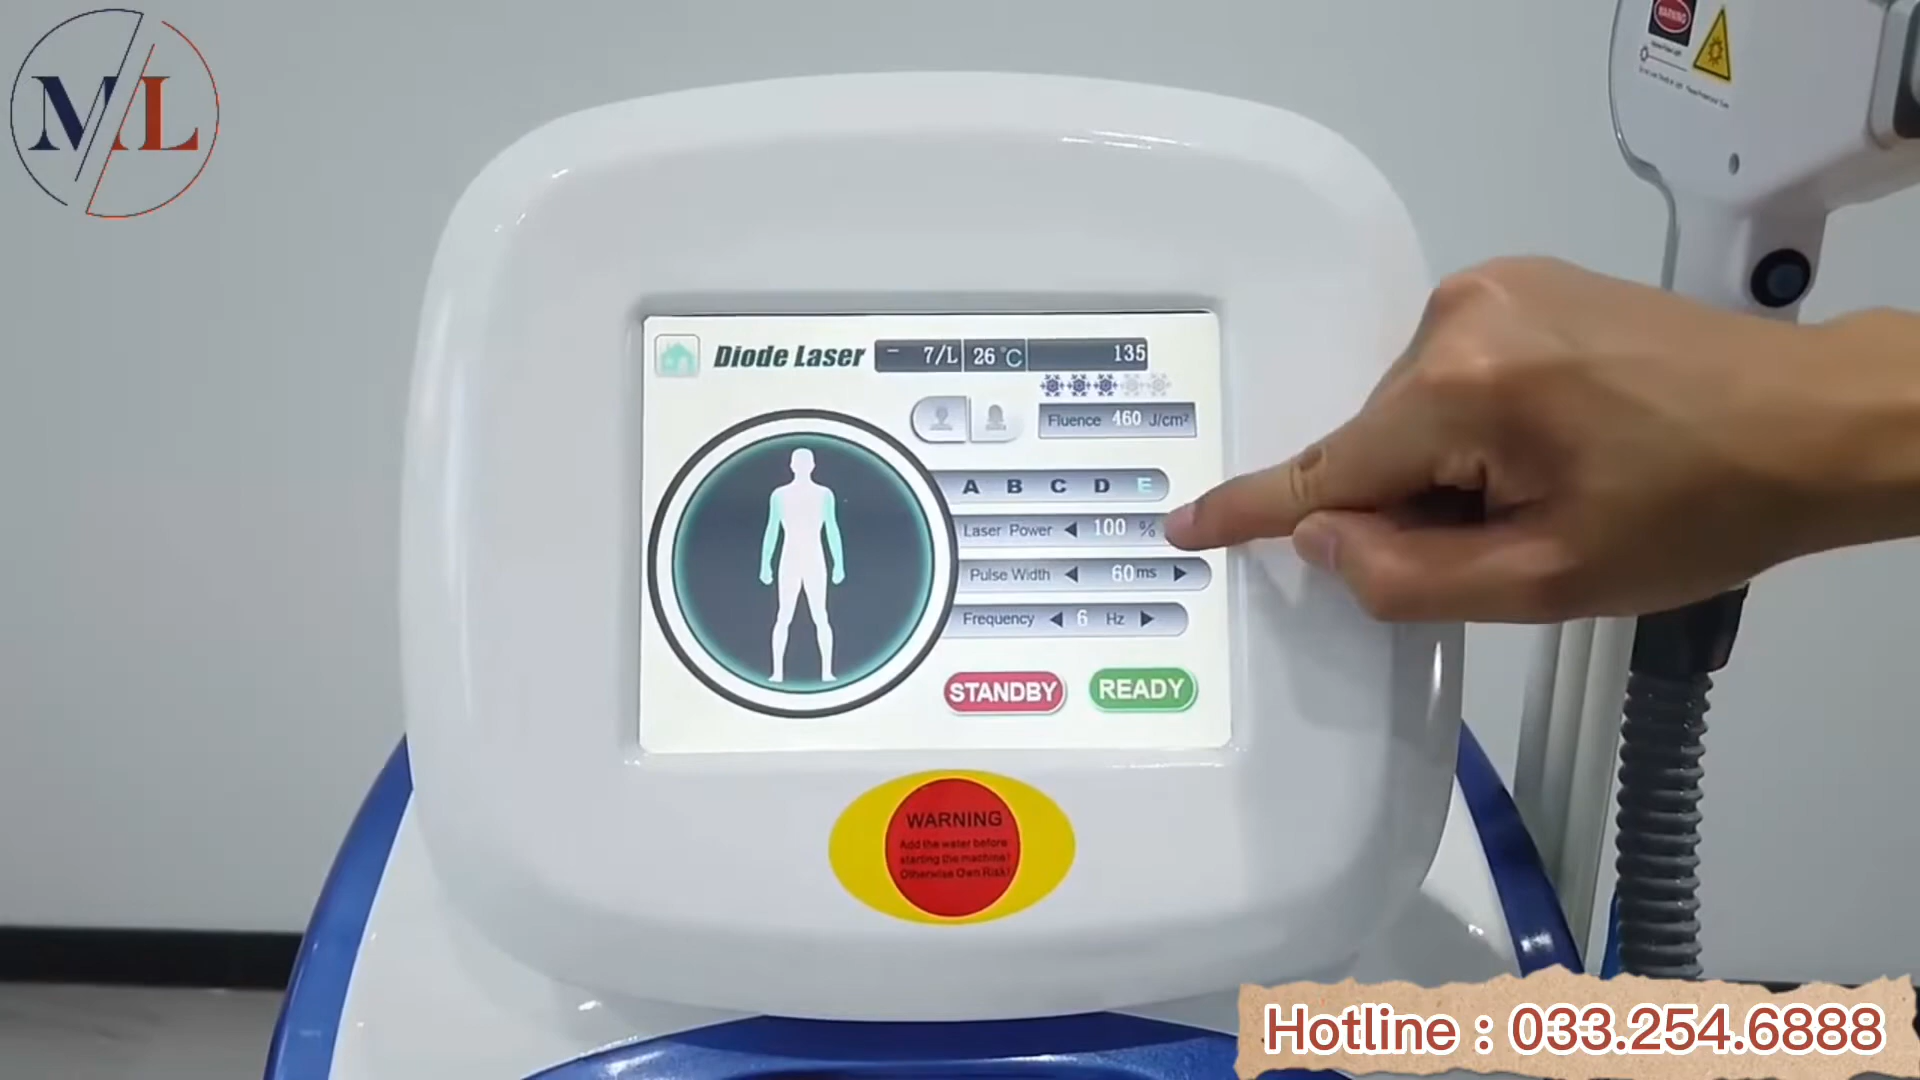 ML
WARNING
Diode Laser
7/L 26 °C 135
Fluence 460 J/cm²
A B C D E
Laser Power 100 %
Pulse Width 60 ms
Frequency 6 Hz
STANDBY READY
WARNING
Add the water before
starting the machine!
Otherwise Own Risk!
Hotline : 033.254.6888